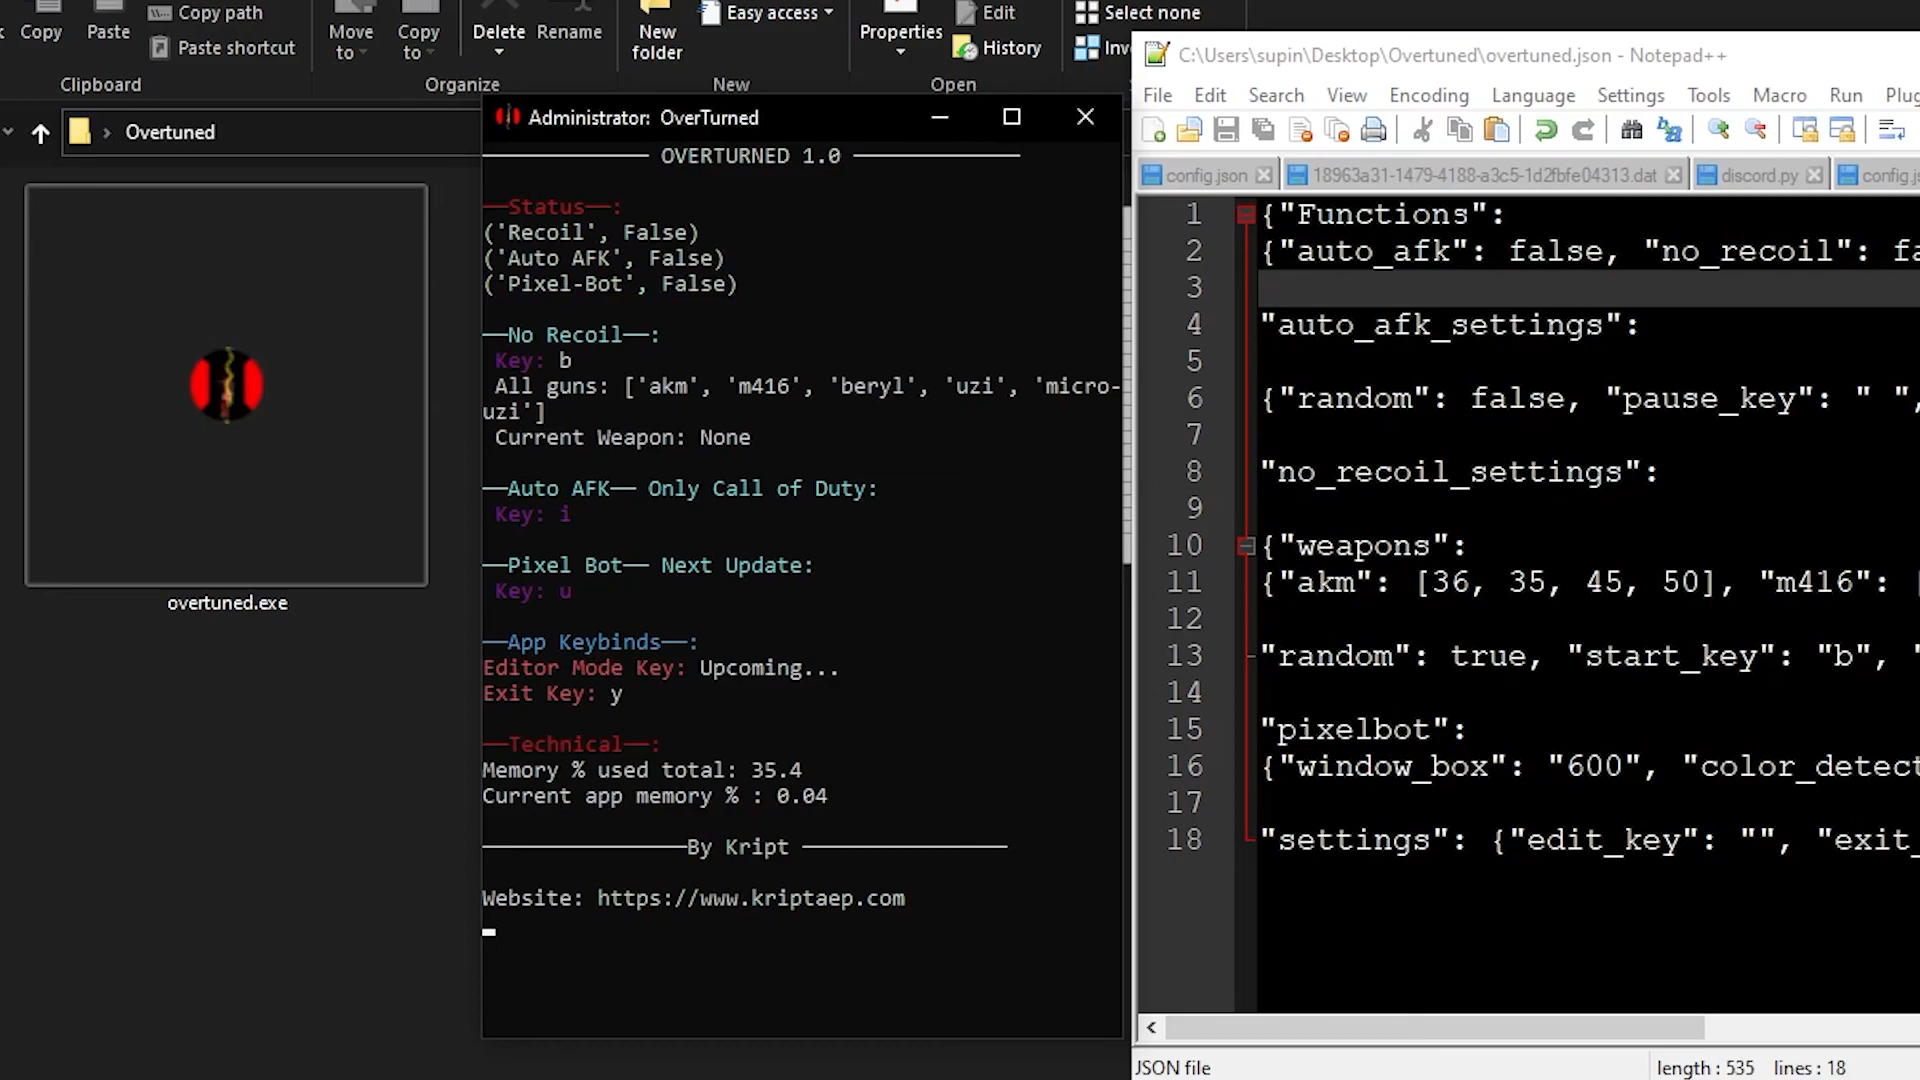 Copy
Paste
Copy path
Paste shortcut
Move to
Copy to
Delete
Rename
New folder
Easy access
Properties
Edit
History
Select none
Clipboard
Organize
New
Open
Overtuned
overtuned.exe
Administrator: OverTurned
OVERTURNED 1.0
——Status——:
('Recoil', False)
('Auto AFK', False)
('Pixel-Bot', False)
——No Recoil——:
Key: b
All guns: ['akm', 'm416', 'beryl', 'uzi', 'micro-
uzi']
Current Weapon: None
——Auto AFK—— Only Call of Duty:
Key: i
——Pixel Bot—— Next Update:
Key: u
——App Keybinds——:
Editor Mode Key: Upcoming...
Exit Key: y
——Technical——:
Memory % used total: 35.4
Current app memory % : 0.04
By Kript
Website: https://www.kriptaep.com
C:\Users\supin\Desktop\Overtuned\overtuned.json - Notepad++
File Edit Search View Encoding Language Settings Tools Macro Run
config.json 18963a31-1479-4188-a3c5-1d2fbfe04313.dat discord.py
1 {"Functions":
2 {"auto_afk": false, "no_recoil": fa
3
4 "auto_afk_settings":
5
6 {"random": false, "pause_key": " ",
7
8 "no_recoil_settings":
9
10 {"weapons":
11 {"akm": [36, 35, 45, 50], "m416": [
12
13 "random": true, "start_key": "b", "
14
15 "pixelbot":
16 {"window_box": "600", "color_detect
17
18 "settings": {"edit_key": "", "exit_
JSON file
length : 535 lines : 18